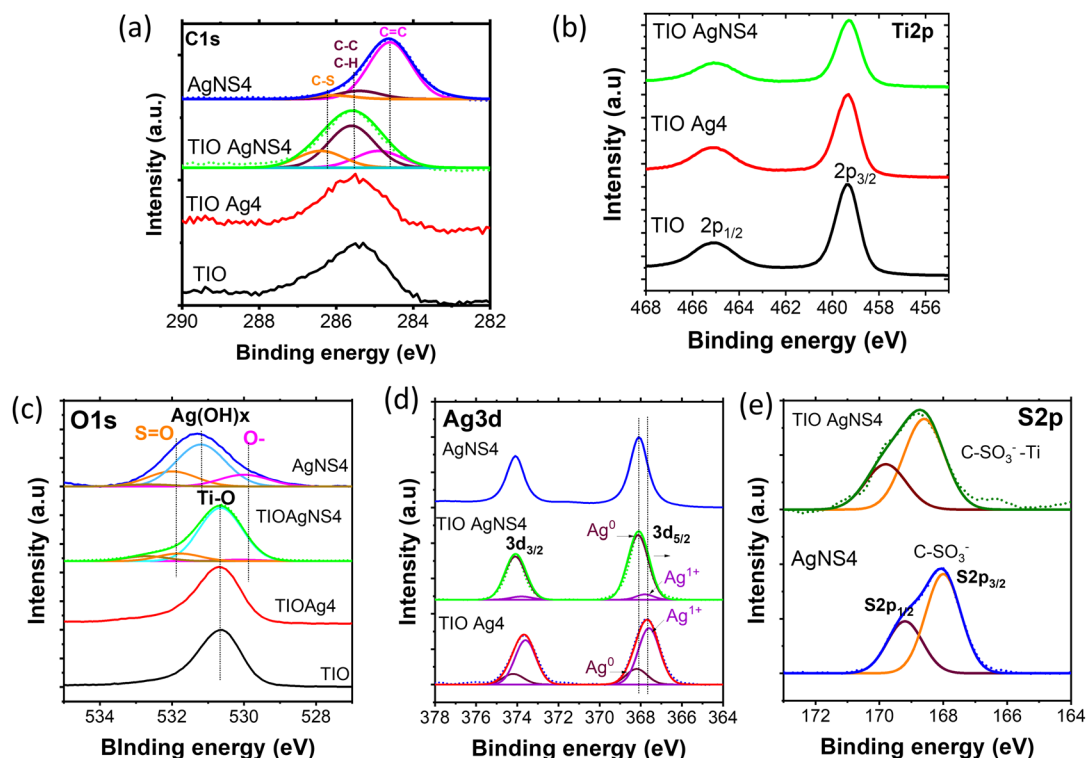 (a)
C1s
C=C
C-C
C-H
C-S
AgNS4
TIO AgNS4
TIO Ag4
TIO
Intensity (a.u.)
290 288 286 284 282
Binding energy (eV)
(b)
TIO AgNS4
Ti2p
TIO Ag4
2p3/2
TIO 2p1/2
Intensity (a.u)
468 465 462 459 456
Binding energy (eV)
(c)
O1s
Ag(OH)x
S=O
O-
AgNS4
Ti-O
TIOAgNS4
TIOAg4
TIO
Intensity (a.u)
534 532 530 528
BInding energy (eV)
(d)
Ag3d
AgNS4
TIO AgNS4
Ag0
3d3/2
3d5/2
Ag1+
TIO Ag4
Ag1+
Ag0
Intensity (a.u)
378 376 374 372 370 368 366 364
Binding energy (eV)
(e)
TIO AgNS4
S2p
C-SO3--Ti
AgNS4
C-SO3-
S2p3/2
S2p1/2
Intensity (a.u)
172 170 168 166 164
Binding energy (eV)